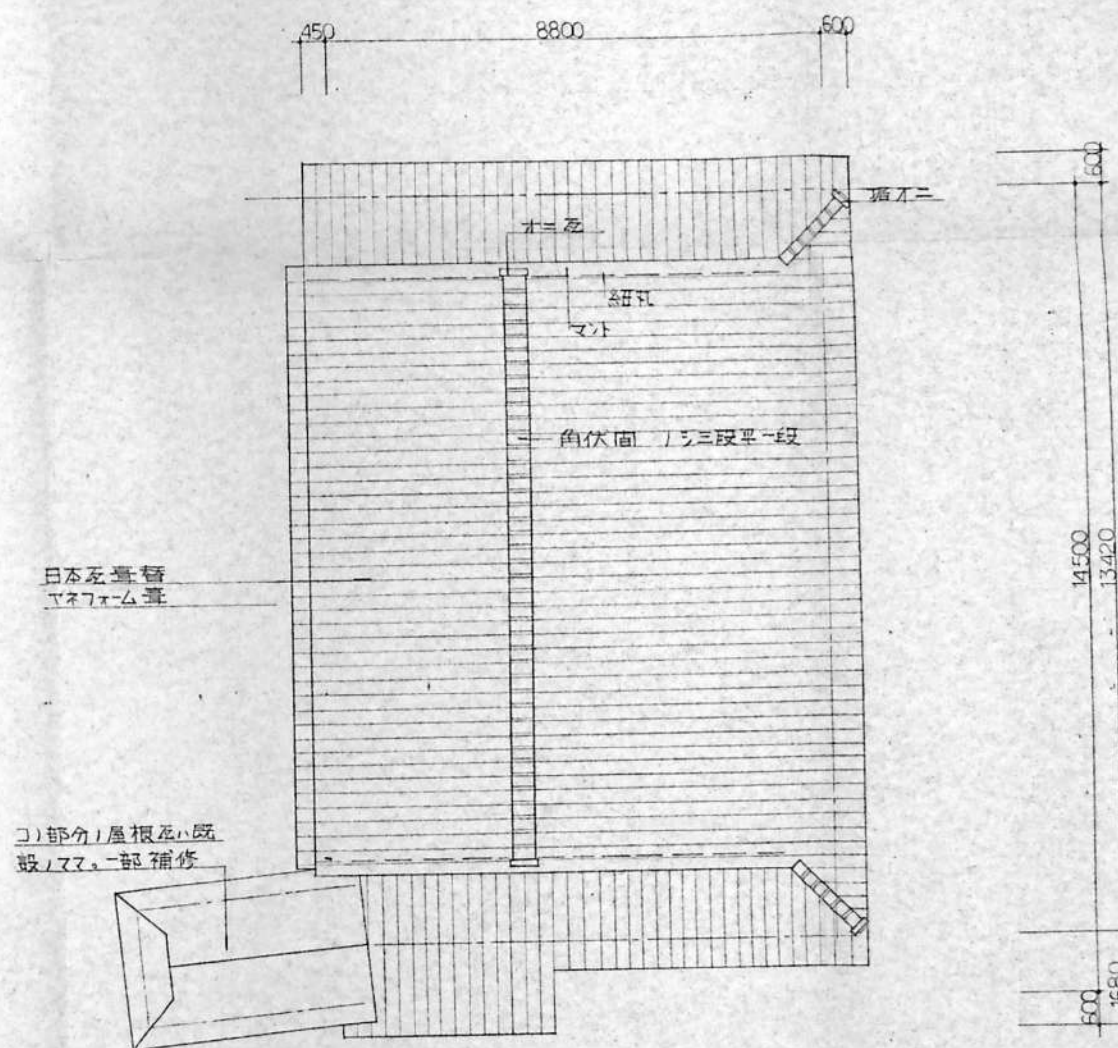 450 8800 600
600
隅オニ
オニ瓦
紐丸
マント
角伏間 ノシ三段平一段
14500
13420
日本瓦葺替
ヤネフォーム葺
コノ部分ノ屋根瓦ハ既
設ノママ。一部補修
600
1680